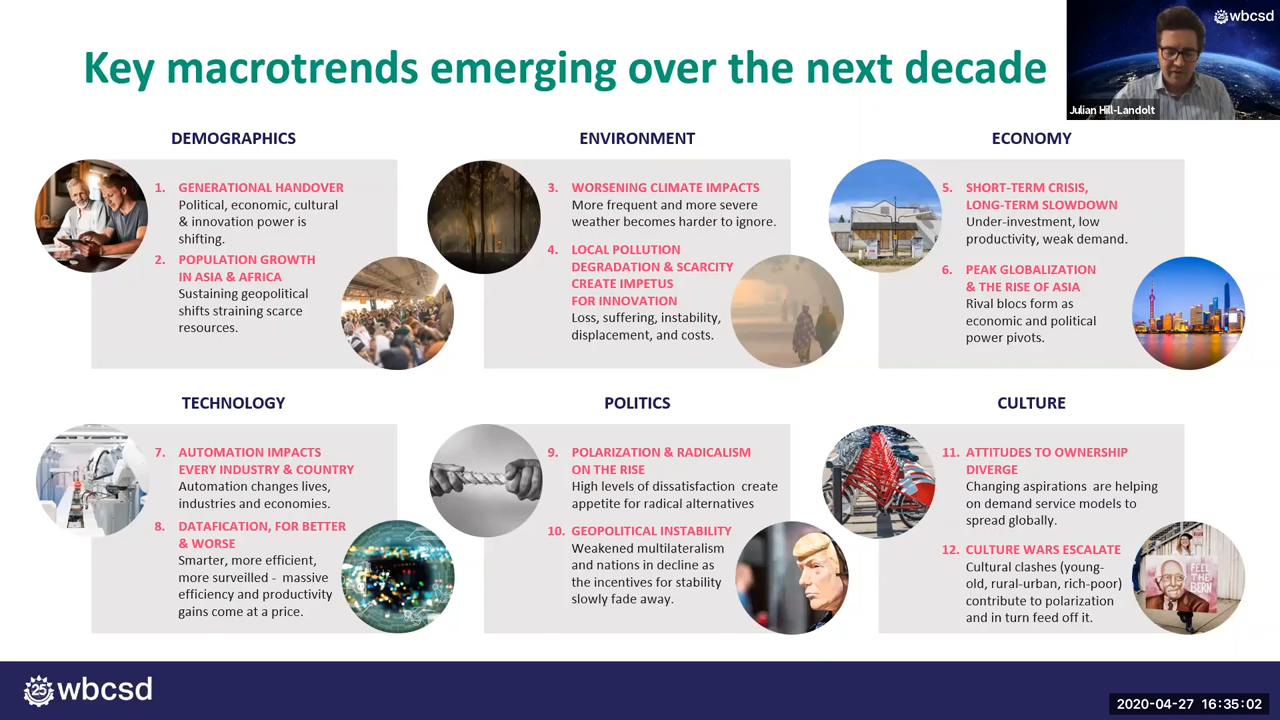 Key macrotrends emerging over the next decade
wbcsd
Julian Hill-Landolt
DEMOGRAPHICS
1. GENERATIONAL HANDOVER
Political, economic, cultural
& innovation power is
shifting.
2. POPULATION GROWTH
IN ASIA & AFRICA
Sustaining geopolitical
shifts straining scarce
resources.
ENVIRONMENT
3. WORSENING CLIMATE IMPACTS
More frequent and more severe
weather becomes harder to ignore.
4. LOCAL POLLUTION
DEGRADATION & SCARCITY
CREATE IMPETUS
FOR INNOVATION
Loss, suffering, instability,
displacement, and costs.
ECONOMY
5. SHORT-TERM CRISIS,
LONG-TERM SLOWDOWN
Under-investment, low
productivity, weak demand.
6. PEAK GLOBALIZATION
& THE RISE OF ASIA
Rival blocs form as
economic and political
power pivots.
TECHNOLOGY
7. AUTOMATION IMPACTS
EVERY INDUSTRY & COUNTRY
Automation changes lives,
industries and economies.
8. DATAFICATION, FOR BETTER
& WORSE
Smarter, more efficient,
more surveilled - massive
efficiency and productivity
gains come at a price.
POLITICS
9. POLARIZATION & RADICALISM
ON THE RISE
High levels of dissatisfaction create
appetite for radical alternatives
10. GEOPOLITICAL INSTABILITY
Weakened multilateralism
and nations in decline as
the incentives for stability
slowly fade away.
CULTURE
11. ATTITUDES TO OWNERSHIP
DIVERGE
Changing aspirations are helping
on demand service models to
spread globally.
12. CULTURE WARS ESCALATE
Cultural clashes (young-
old, rural-urban, rich-poor)
contribute to polarization
and in turn feed off it.
FEEL
THE
BERN
25 wbcsd
2020-04-27 16:35:02